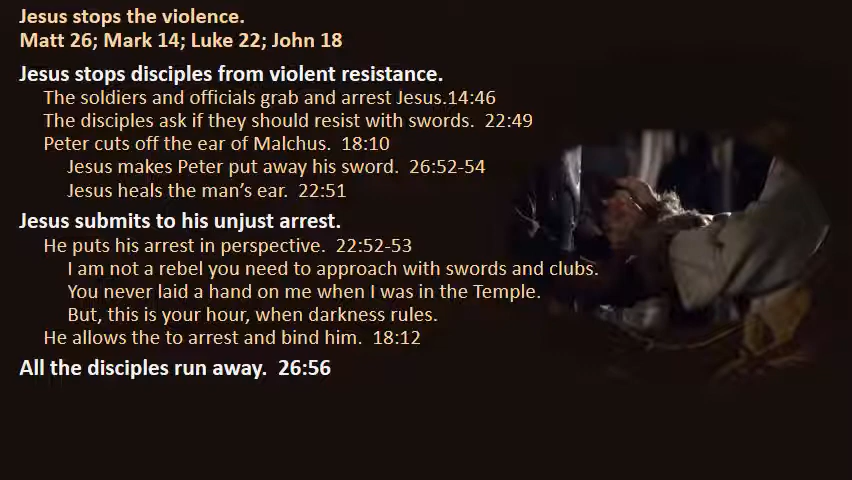 Jesus stops the violence.
Matt 26; Mark 14; Luke 22; John 18
Jesus stops disciples from violent resistance.
The soldiers and officials grab and arrest Jesus.14:46
The disciples ask if they should resist with swords.  22:49
Peter cuts off the ear of Malchus.  18:10
Jesus makes Peter put away his sword.  26:52-54
Jesus heals the man’s ear.  22:51
Jesus submits to his unjust arrest.
He puts his arrest in perspective.  22:52-53
I am not a rebel you need to approach with swords and clubs.
You never laid a hand on me when I was in the Temple.
But, this is your hour, when darkness rules.
He allows the to arrest and bind him.  18:12
All the disciples run away.  26:56